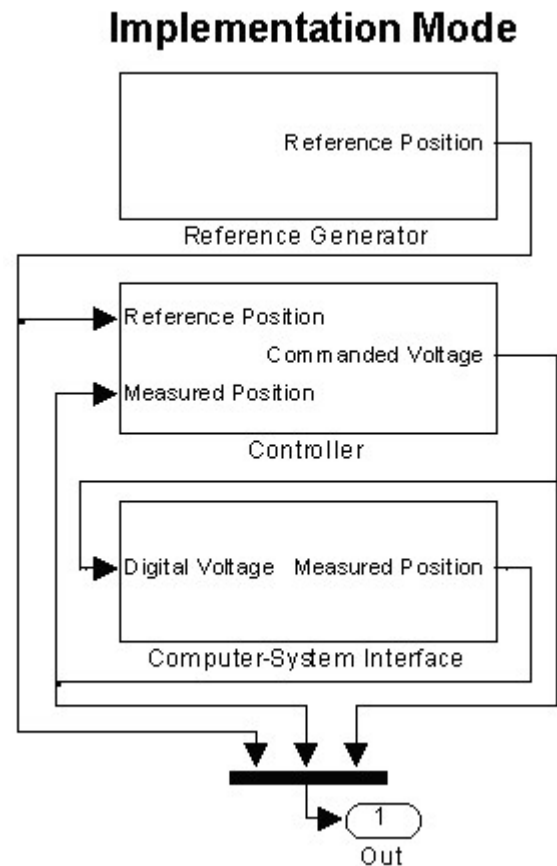 Implementation Mode
Reference Position
Reference Generator
Reference Position
Commanded Voltage
Measured Position
Controller
Digital Voltage Measured Position
Computer-System Interface
1
Out